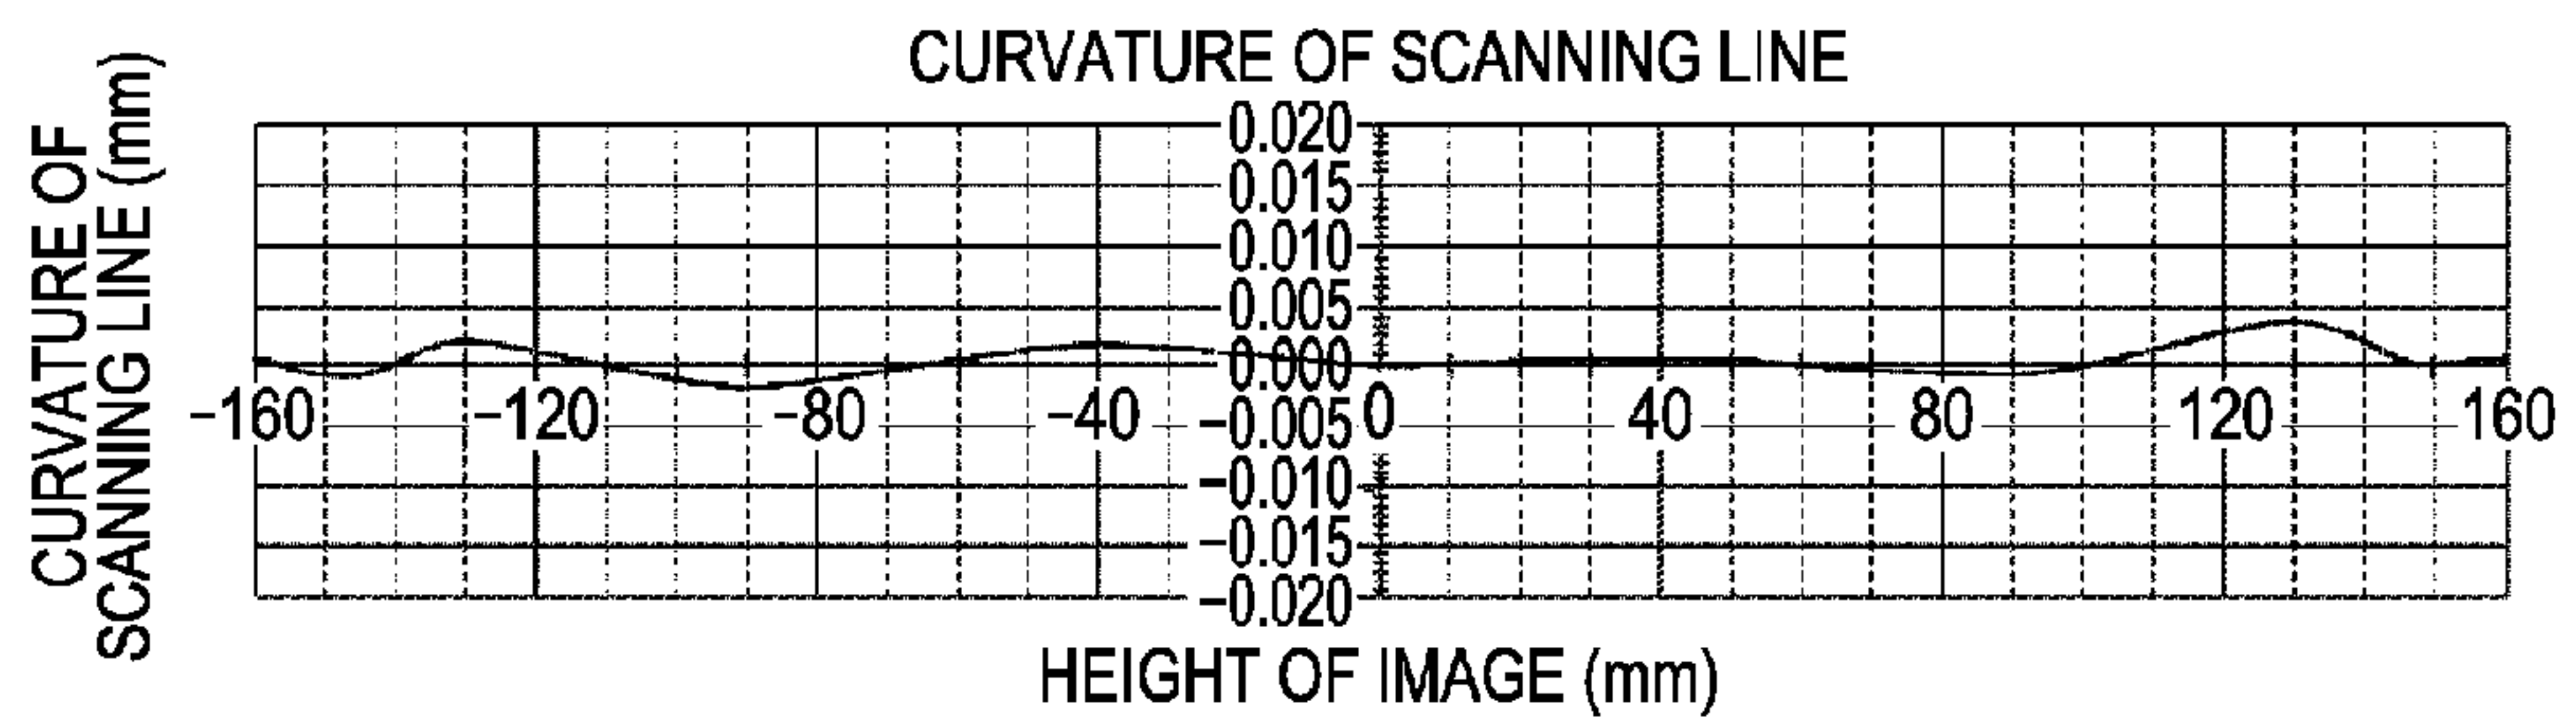 CURVATURE OF SCANNING LINE
CURVATURE OF
SCANNING LINE (mm)
0.020
0.015
0.010
0.005
0.000
−0.005
−0.010
−0.015
−0.020
−160 −120 −80 −40 0 40 80 120 160
HEIGHT OF IMAGE (mm)